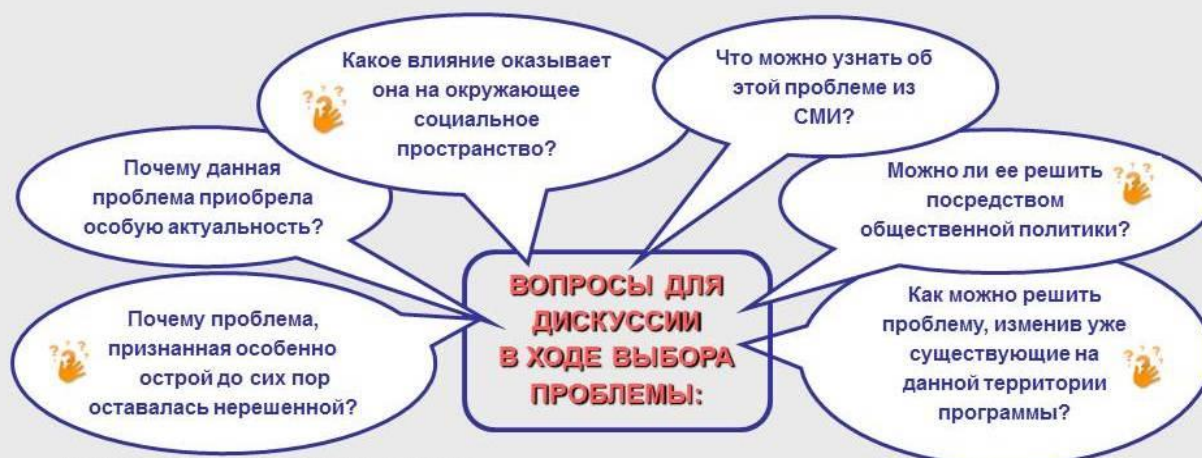 Какое влияние оказывает
она на окружающее
социальное
пространство?
Что можно узнать об
этой проблеме из
СМИ?
Почему данная
проблема приобрела
особую актуальность?
Можно ли ее решить
посредством
общественной политики?
Почему проблема,
признанная особенно
острой до сих пор
оставалась нерешенной?
ВОПРОСЫ ДЛЯ
ДИСКУССИИ
В ХОДЕ ВЫБОРА
ПРОБЛЕМЫ:
Как можно решить
проблему, изменив уже
существующие на
данной территории
программы?